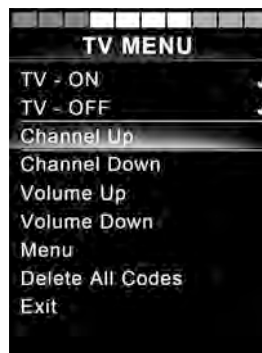 TV MENU
TV - ON
TV - OFF
Channel Up
Channel Down
Volume Up
Volume Down
Menu
Delete All Codes
Exit